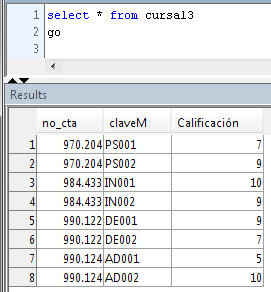 1 select * from cursal3
2 go
3
Results
no_cta claveM Calificación
1 970.204 PS001 7
2 970.204 PS002 9
3 984.433 IN001 10
4 984.433 IN002 9
5 990.122 DE001 9
6 990.122 DE002 7
7 990.124 AD001 5
8 990.124 AD002 10